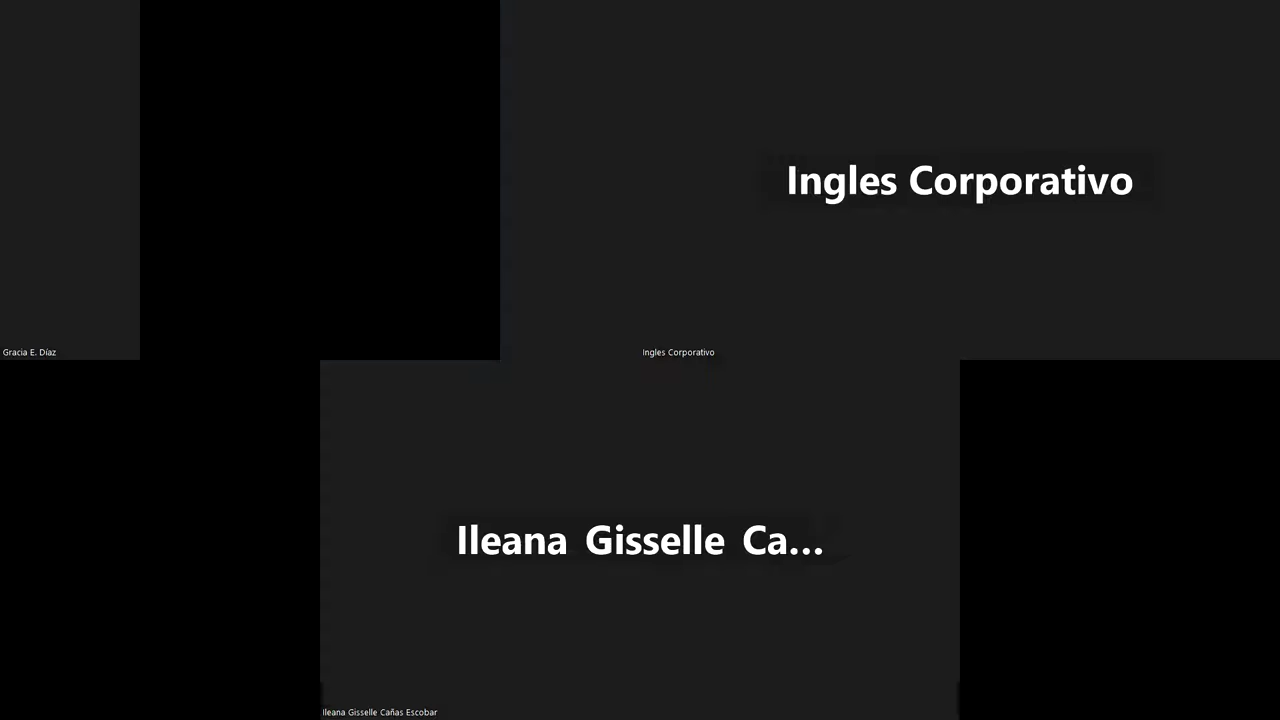 Ingles Corporativo
Gracia E. Díaz
Ingles Corporativo
Ileana Gisselle Ca...
Ileana Gisselle Cañas Escobar